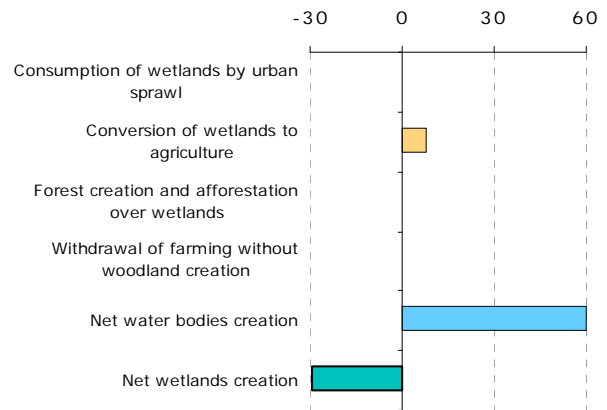 -30 0 30 60
Consumption of wetlands by urban
sprawl
Conversion of wetlands to
agriculture
Forest creation and afforestation
over wetlands
Withdrawal of farming without
woodland creation
Net water bodies creation
Net wetlands creation